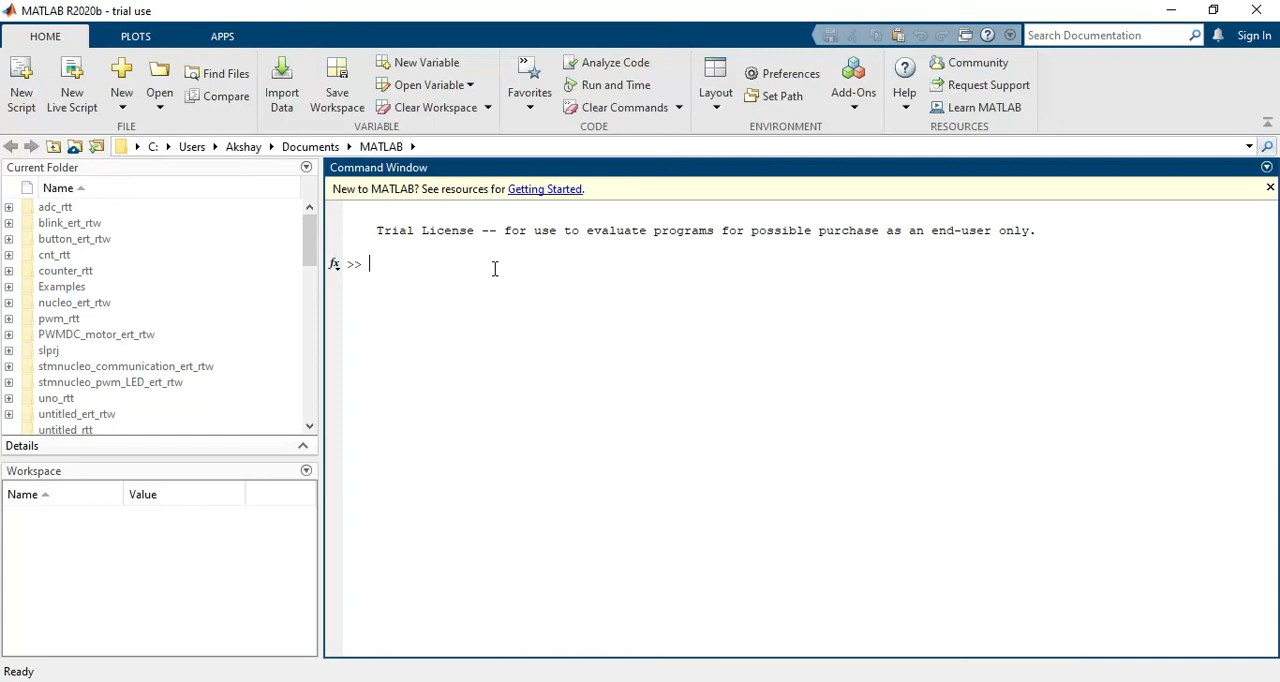 MATLAB R2020b - trial use
HOME PLOTS APPS
Search Documentation
Sign In
New Script
New Live Script
New
Open
Find Files
Compare
FILE
Import Data
Save Workspace
New Variable
Open Variable
Clear Workspace
VARIABLE
Favorites
Analyze Code
Run and Time
Clear Commands
CODE
Layout
Preferences
Set Path
Add-Ons
ENVIRONMENT
Help
Community
Request Support
Learn MATLAB
RESOURCES
C: Users Akshay Documents MATLAB
Current Folder
Name
adc_rtt
blink_ert_rtw
button_ert_rtw
cnt_rtt
counter_rtt
Examples
nucleo_ert_rtw
pwm_rtt
PWMDC_motor_ert_rtw
slprj
stmnucleo_communication_ert_rtw
stmnucleo_pwm_LED_ert_rtw
uno_rtt
untitled_ert_rtw
untitled_rtt
Details
Workspace
Name Value
Command Window
New to MATLAB? See resources for Getting Started.
Trial License -- for use to evaluate programs for possible purchase as an end-user only.
fx >>
Ready